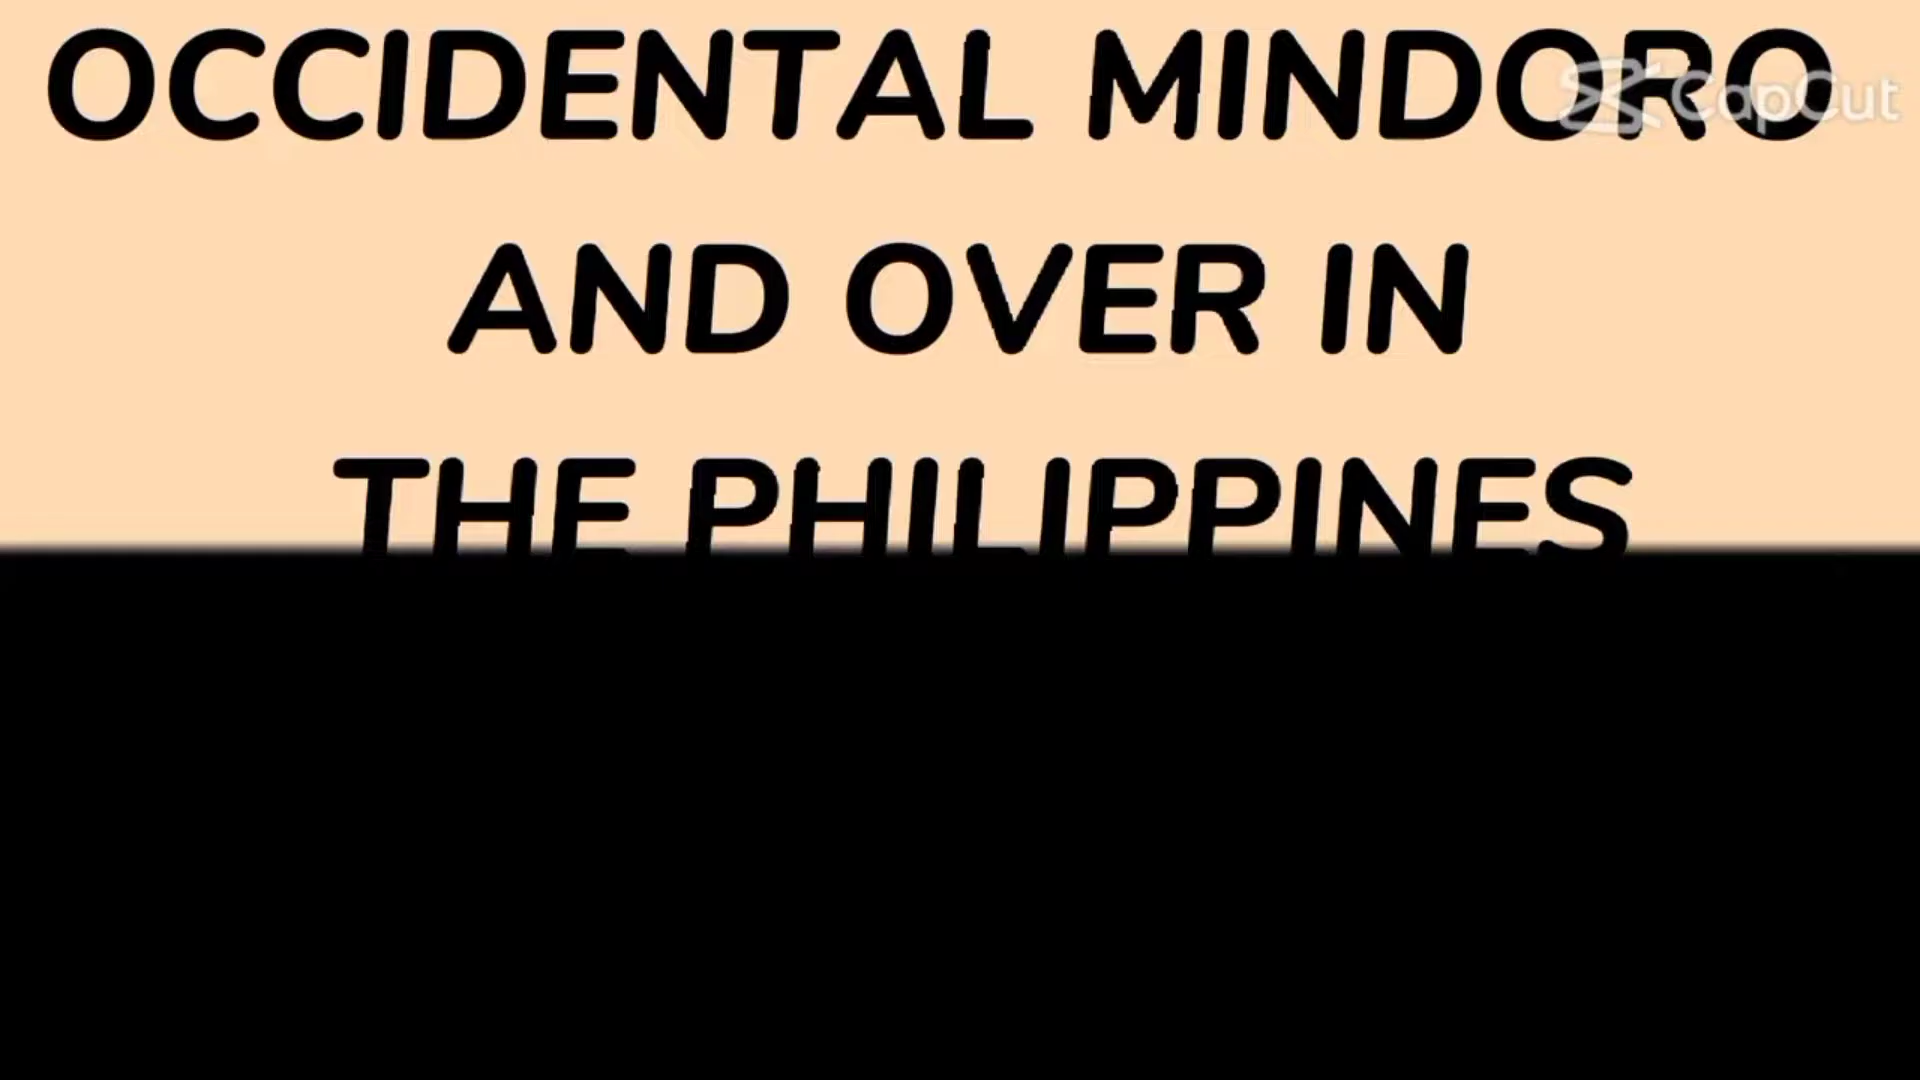 OCCIDENTAL MINDORO
CapCut
AND OVER IN
THE PHILIPPINES